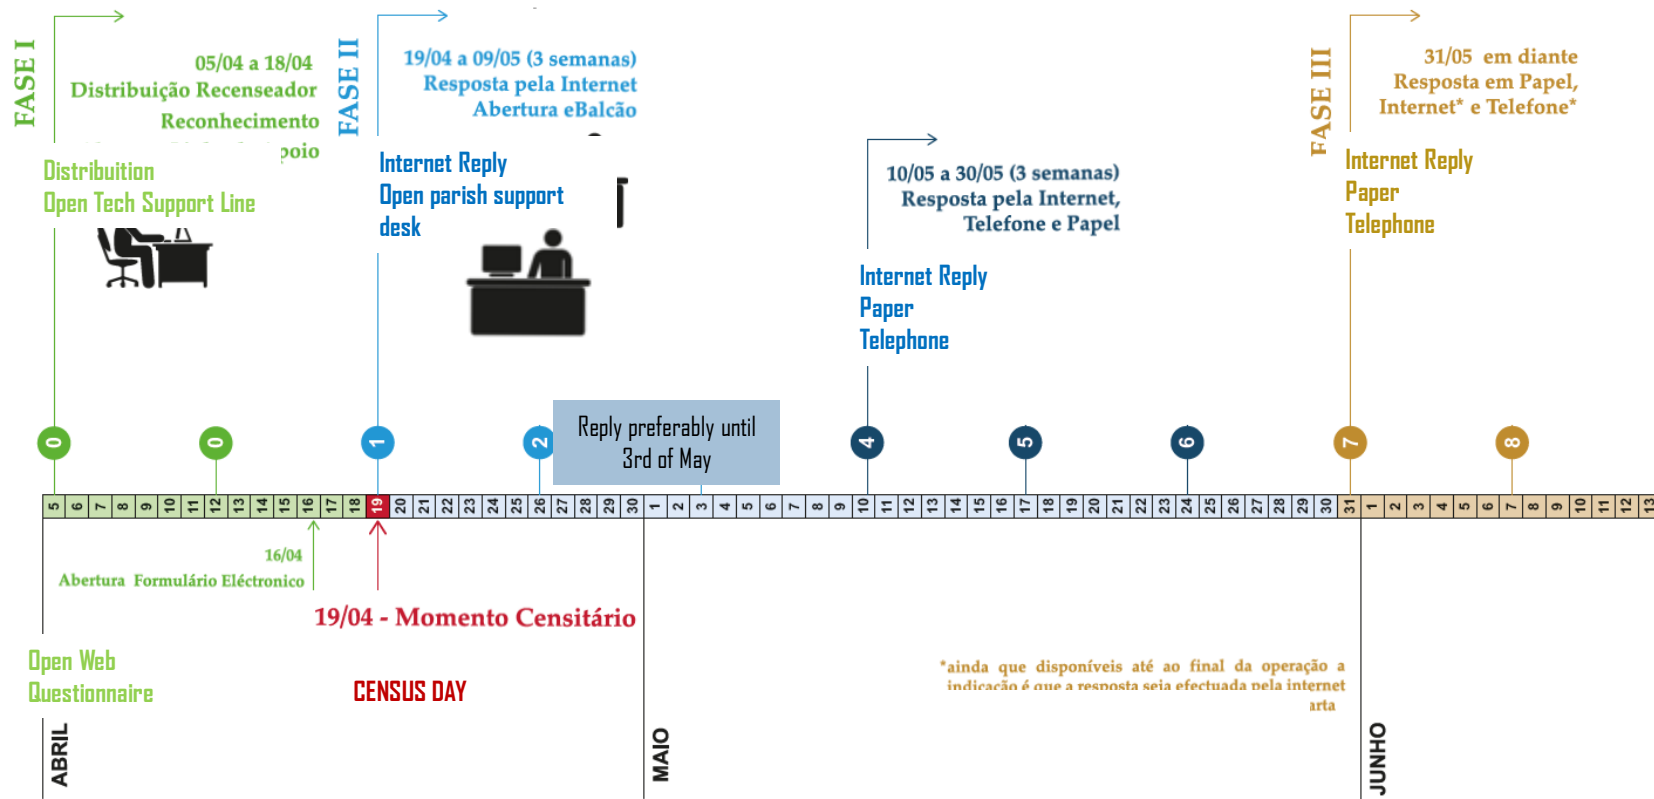 FASE I
05/04 a 18/04
Distribuição Recenseador
Reconhecimento
poio
Distribuition
Open Tech Support Line
FASE II
19/04 a 09/05 (3 semanas)
Resposta pela Internet
Abertura eBalcão
Internet Reply
Open parish support
desk
10/05 a 30/05 (3 semanas)
Resposta pela Internet,
Telefone e Papel
Internet Reply
Paper
Telephone
FASE III
31/05 em diante
Resposta em Papel,
Internet* e Telefone*
Internet Reply
Paper
Telephone
Reply preferably until
3rd of May
0 0 1 2 4 5 6 7 8
5 6 7 8 9 10 11 12 13 14 15 16 17 18 19 20 21 22 23 24 25 26 27 28 29 30 1 2 3 4 5 6 7 8 9 10 11 12 13 14 15 16 17 18 19 20 21 22 23 24 25 26 27 28 29 30 31 1 2 3 4 5 6 7 8 9 10 11 12 13
16/04
Abertura Formulário Eléctronico
19/04 - Momento Censitário
Open Web
Questionnaire
CENSUS DAY
*ainda que disponíveis até ao final da operação a
indicação é que a resposta seja efectuada pela internet
arta
ABRIL
MAIO
JUNHO